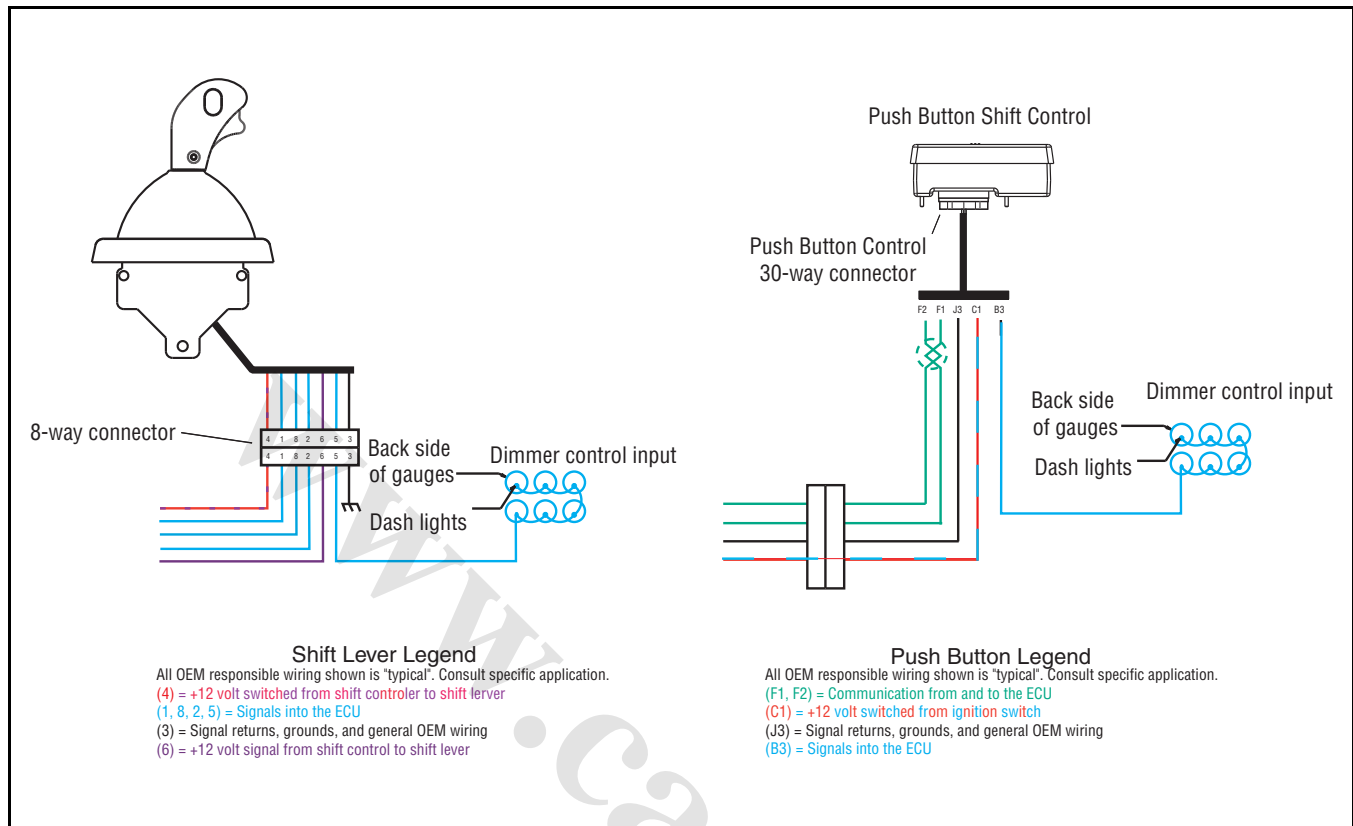 Push Button Shift Control
Push Button Control
30-way connector
F2 F1 J3 C1 B3
8-way connector
4 1 8 2 6 5 3
4 1 8 2 6 5 3
Back side
of gauges
Dimmer control input
Dash lights
Back side
of gauges
Dimmer control input
Dash lights
Shift Lever Legend
All OEM responsible wiring shown is "typical". Consult specific application.
(4) = +12 volt switched from shift controler to shift lerver
(1, 8, 2, 5) = Signals into the ECU
(3) = Signal returns, grounds, and general OEM wiring
(6) = +12 volt signal from shift control to shift lever
Push Button Legend
All OEM responsible wiring shown is "typical". Consult specific application.
(F1, F2) = Communication from and to the ECU
(C1) = +12 volt switched from ignition switch
(J3) = Signal returns, grounds, and general OEM wiring
(B3) = Signals into the ECU
www.ca